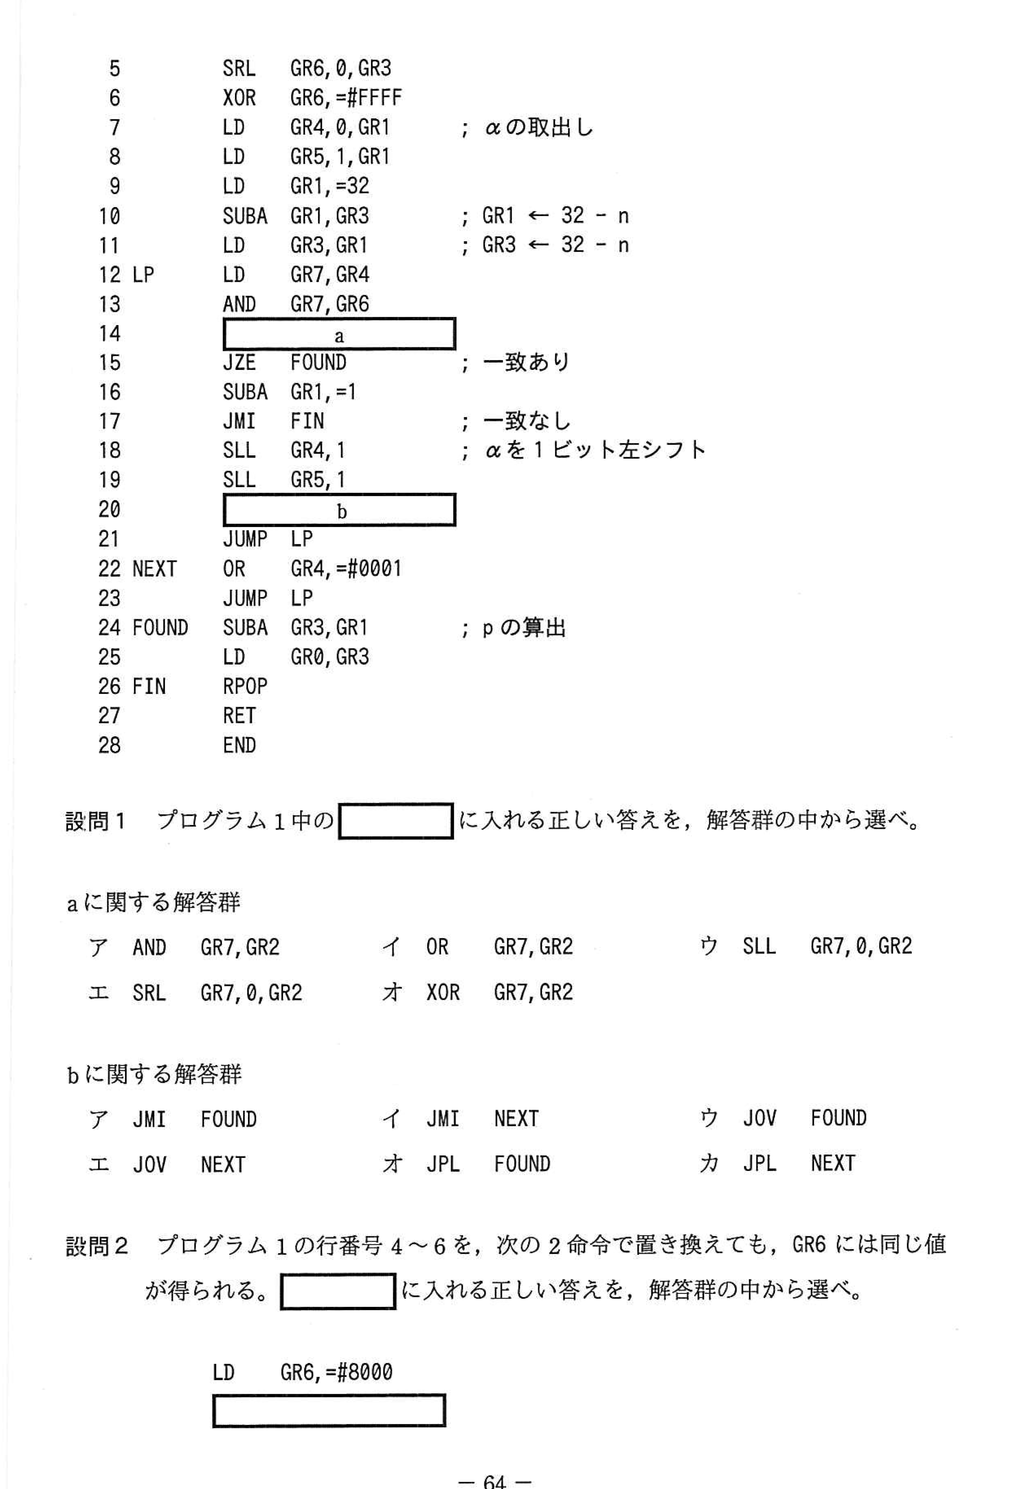 5 SRL GR6,0,GR3
6 XOR GR6,=#FFFF
7 LD GR4,0,GR1 ; αの取出し
8 LD GR5,1,GR1
9 LD GR1,=32
10 SUBA GR1,GR3 ; GR1 ← 32 - n
11 LD GR3,GR1 ; GR3 ← 32 - n
12 LP LD GR7,GR4
13 AND GR7,GR6
14 a
15 JZE FOUND ; 一致あり
16 SUBA GR1,=1
17 JMI FIN ; 一致なし
18 SLL GR4,1 ; αを1ビット左シフト
19 SLL GR5,1
20 b
21 JUMP LP
22 NEXT OR GR4,=#0001
23 JUMP LP
24 FOUND SUBA GR3,GR1 ; pの算出
25 LD GR0,GR3
26 FIN RPOP
27 RET
28 END
設問1 プログラム1中の に入れる正しい答えを，解答群の中から選べ。
aに関する解答群
ア AND GR7,GR2 イ OR GR7,GR2 ウ SLL GR7,0,GR2
エ SRL GR7,0,GR2 オ XOR GR7,GR2
bに関する解答群
ア JMI FOUND イ JMI NEXT ウ JOV FOUND
エ JOV NEXT オ JPL FOUND カ JPL NEXT
設問2 プログラム1の行番号4～6を，次の2命令で置き換えても，GR6には同じ値
が得られる。 に入れる正しい答えを，解答群の中から選べ。
LD GR6,=#8000
－ 64 －